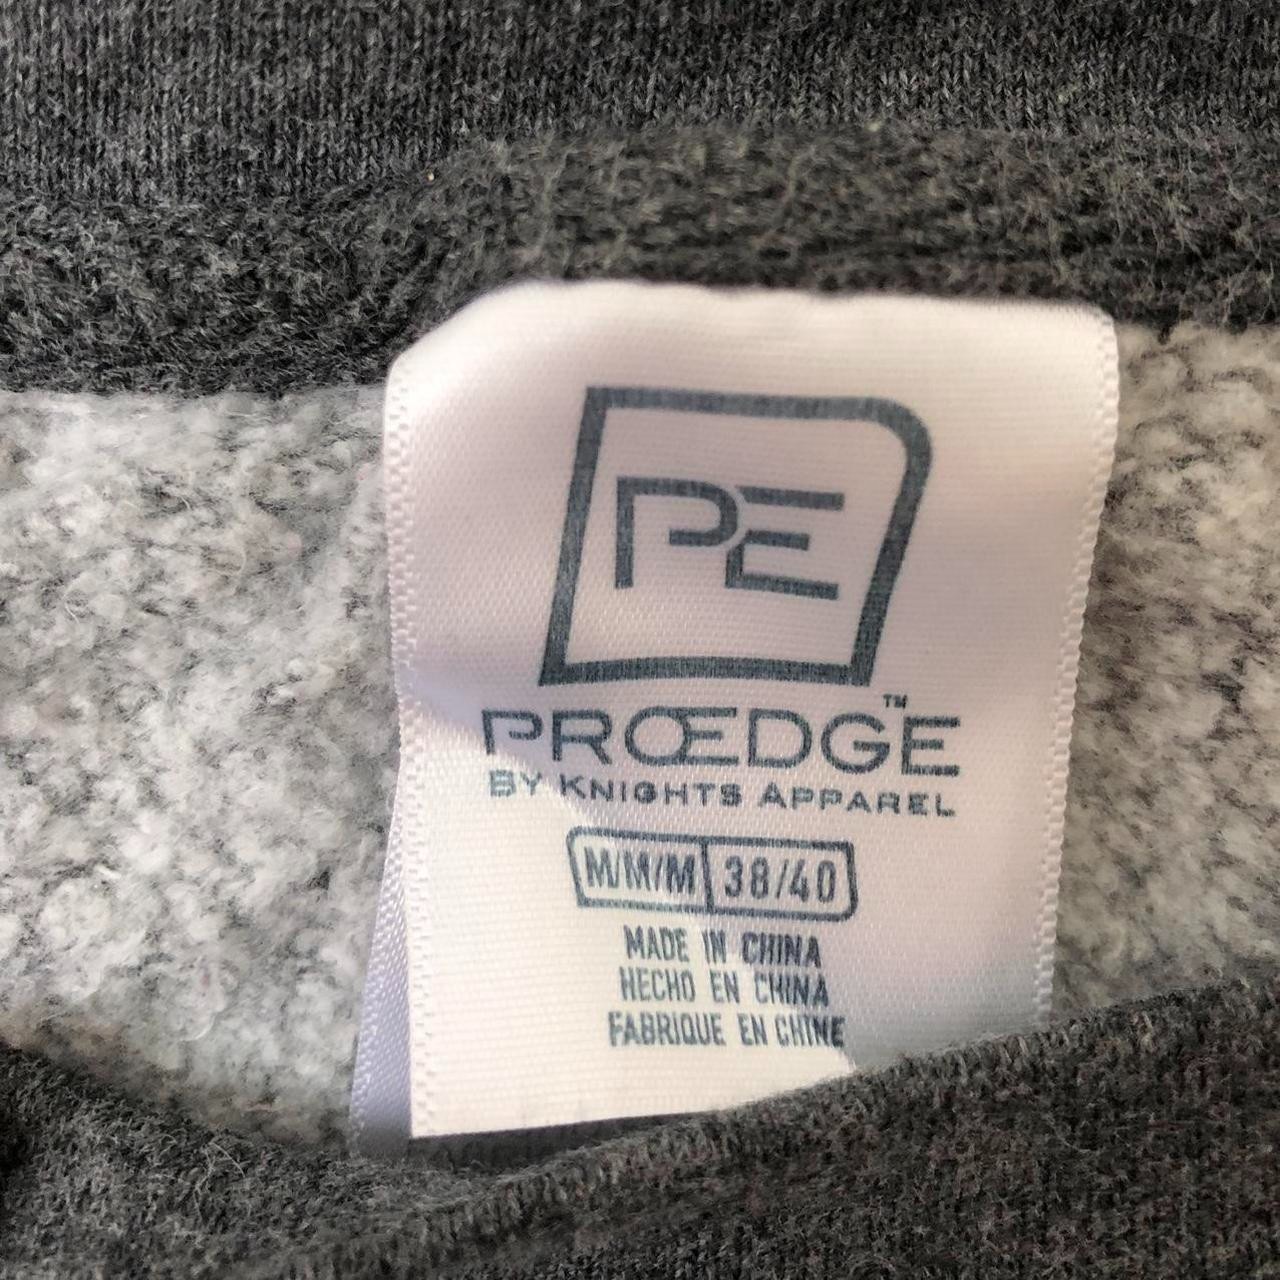 PE
PROEDGE™
BY KNIGHTS APPAREL
M/M/M 38/40
MADE IN CHINA
HECHO EN CHINA
FABRIQUE EN CHINE